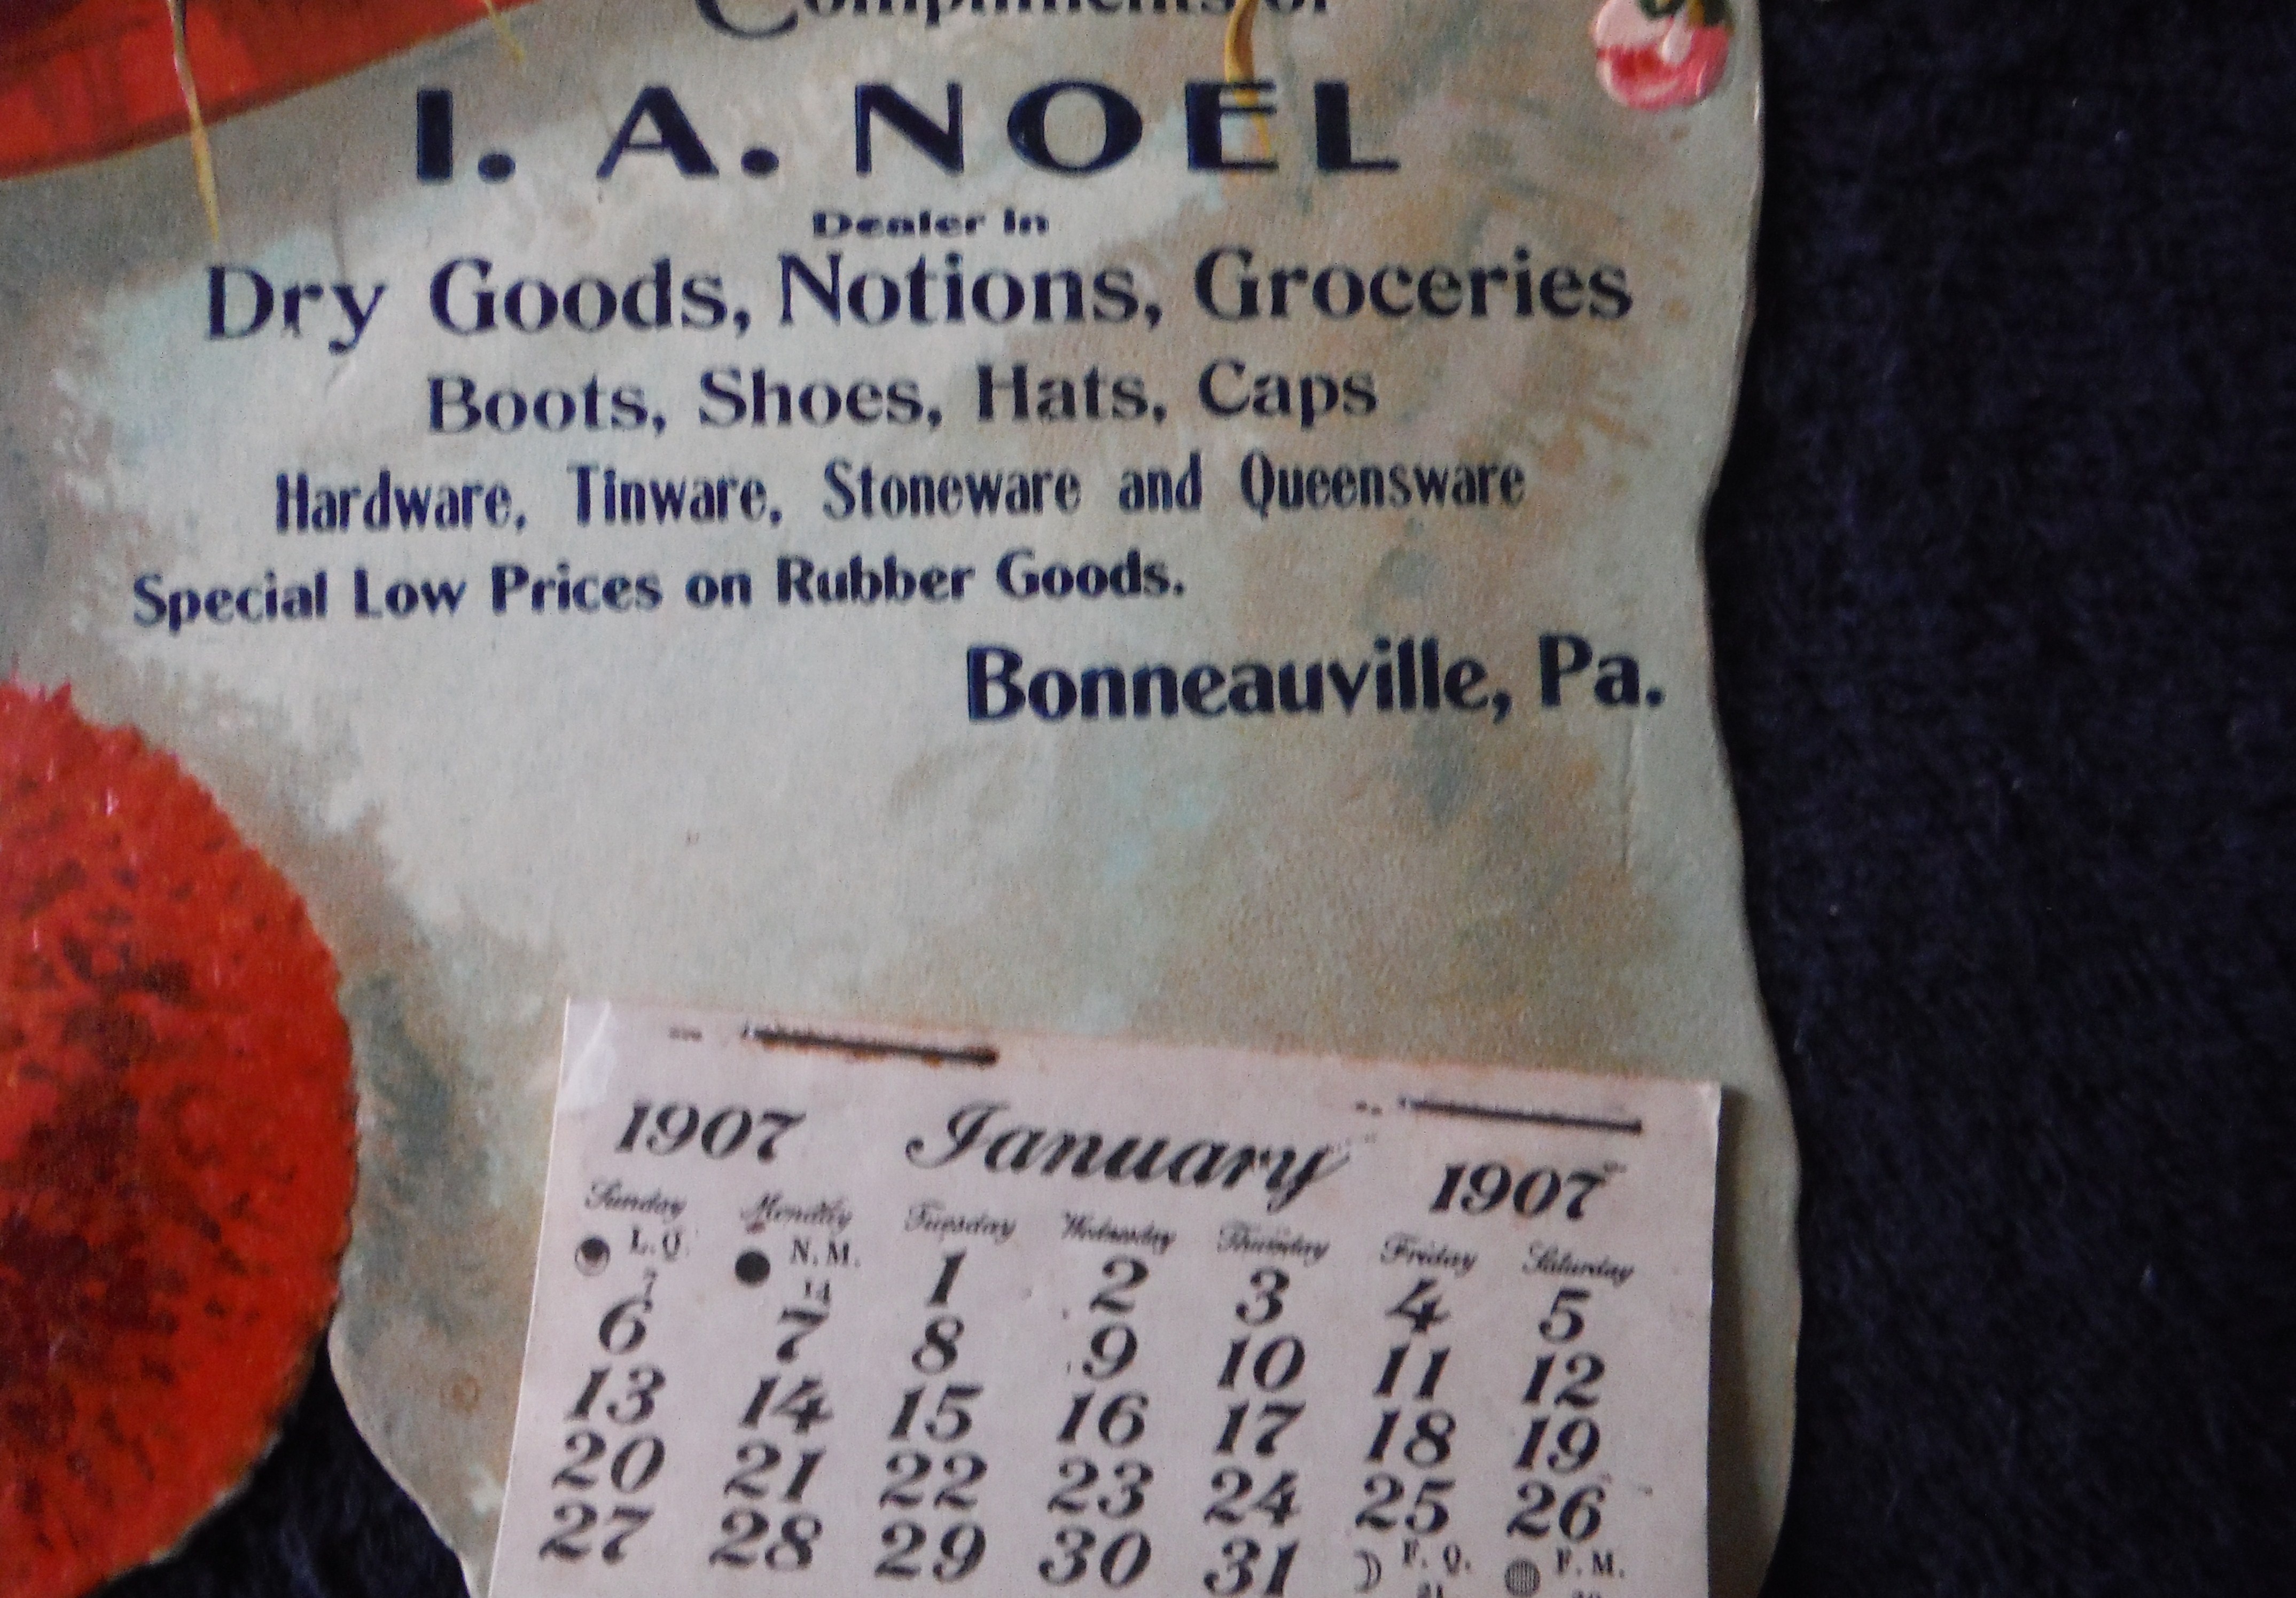 Compliments of
I. A. NOEL
Dealer in
Dry Goods, Notions, Groceries
Boots, Shoes, Hats, Caps
Hardware, Tinware, Stoneware and Queensware
Special Low Prices on Rubber Goods.
Bonneauville, Pa.
1907 January 1907
Sunday Monday Tuesday Wednesday Thursday Friday Saturday
L. Q. 7 N. M. 14 1 2 3 4 5
6 7 8 9 10 11 12
13 14 15 16 17 18 19
20 21 22 23 24 25 26
27 28 29 30 31 F. Q. 21 F. M.